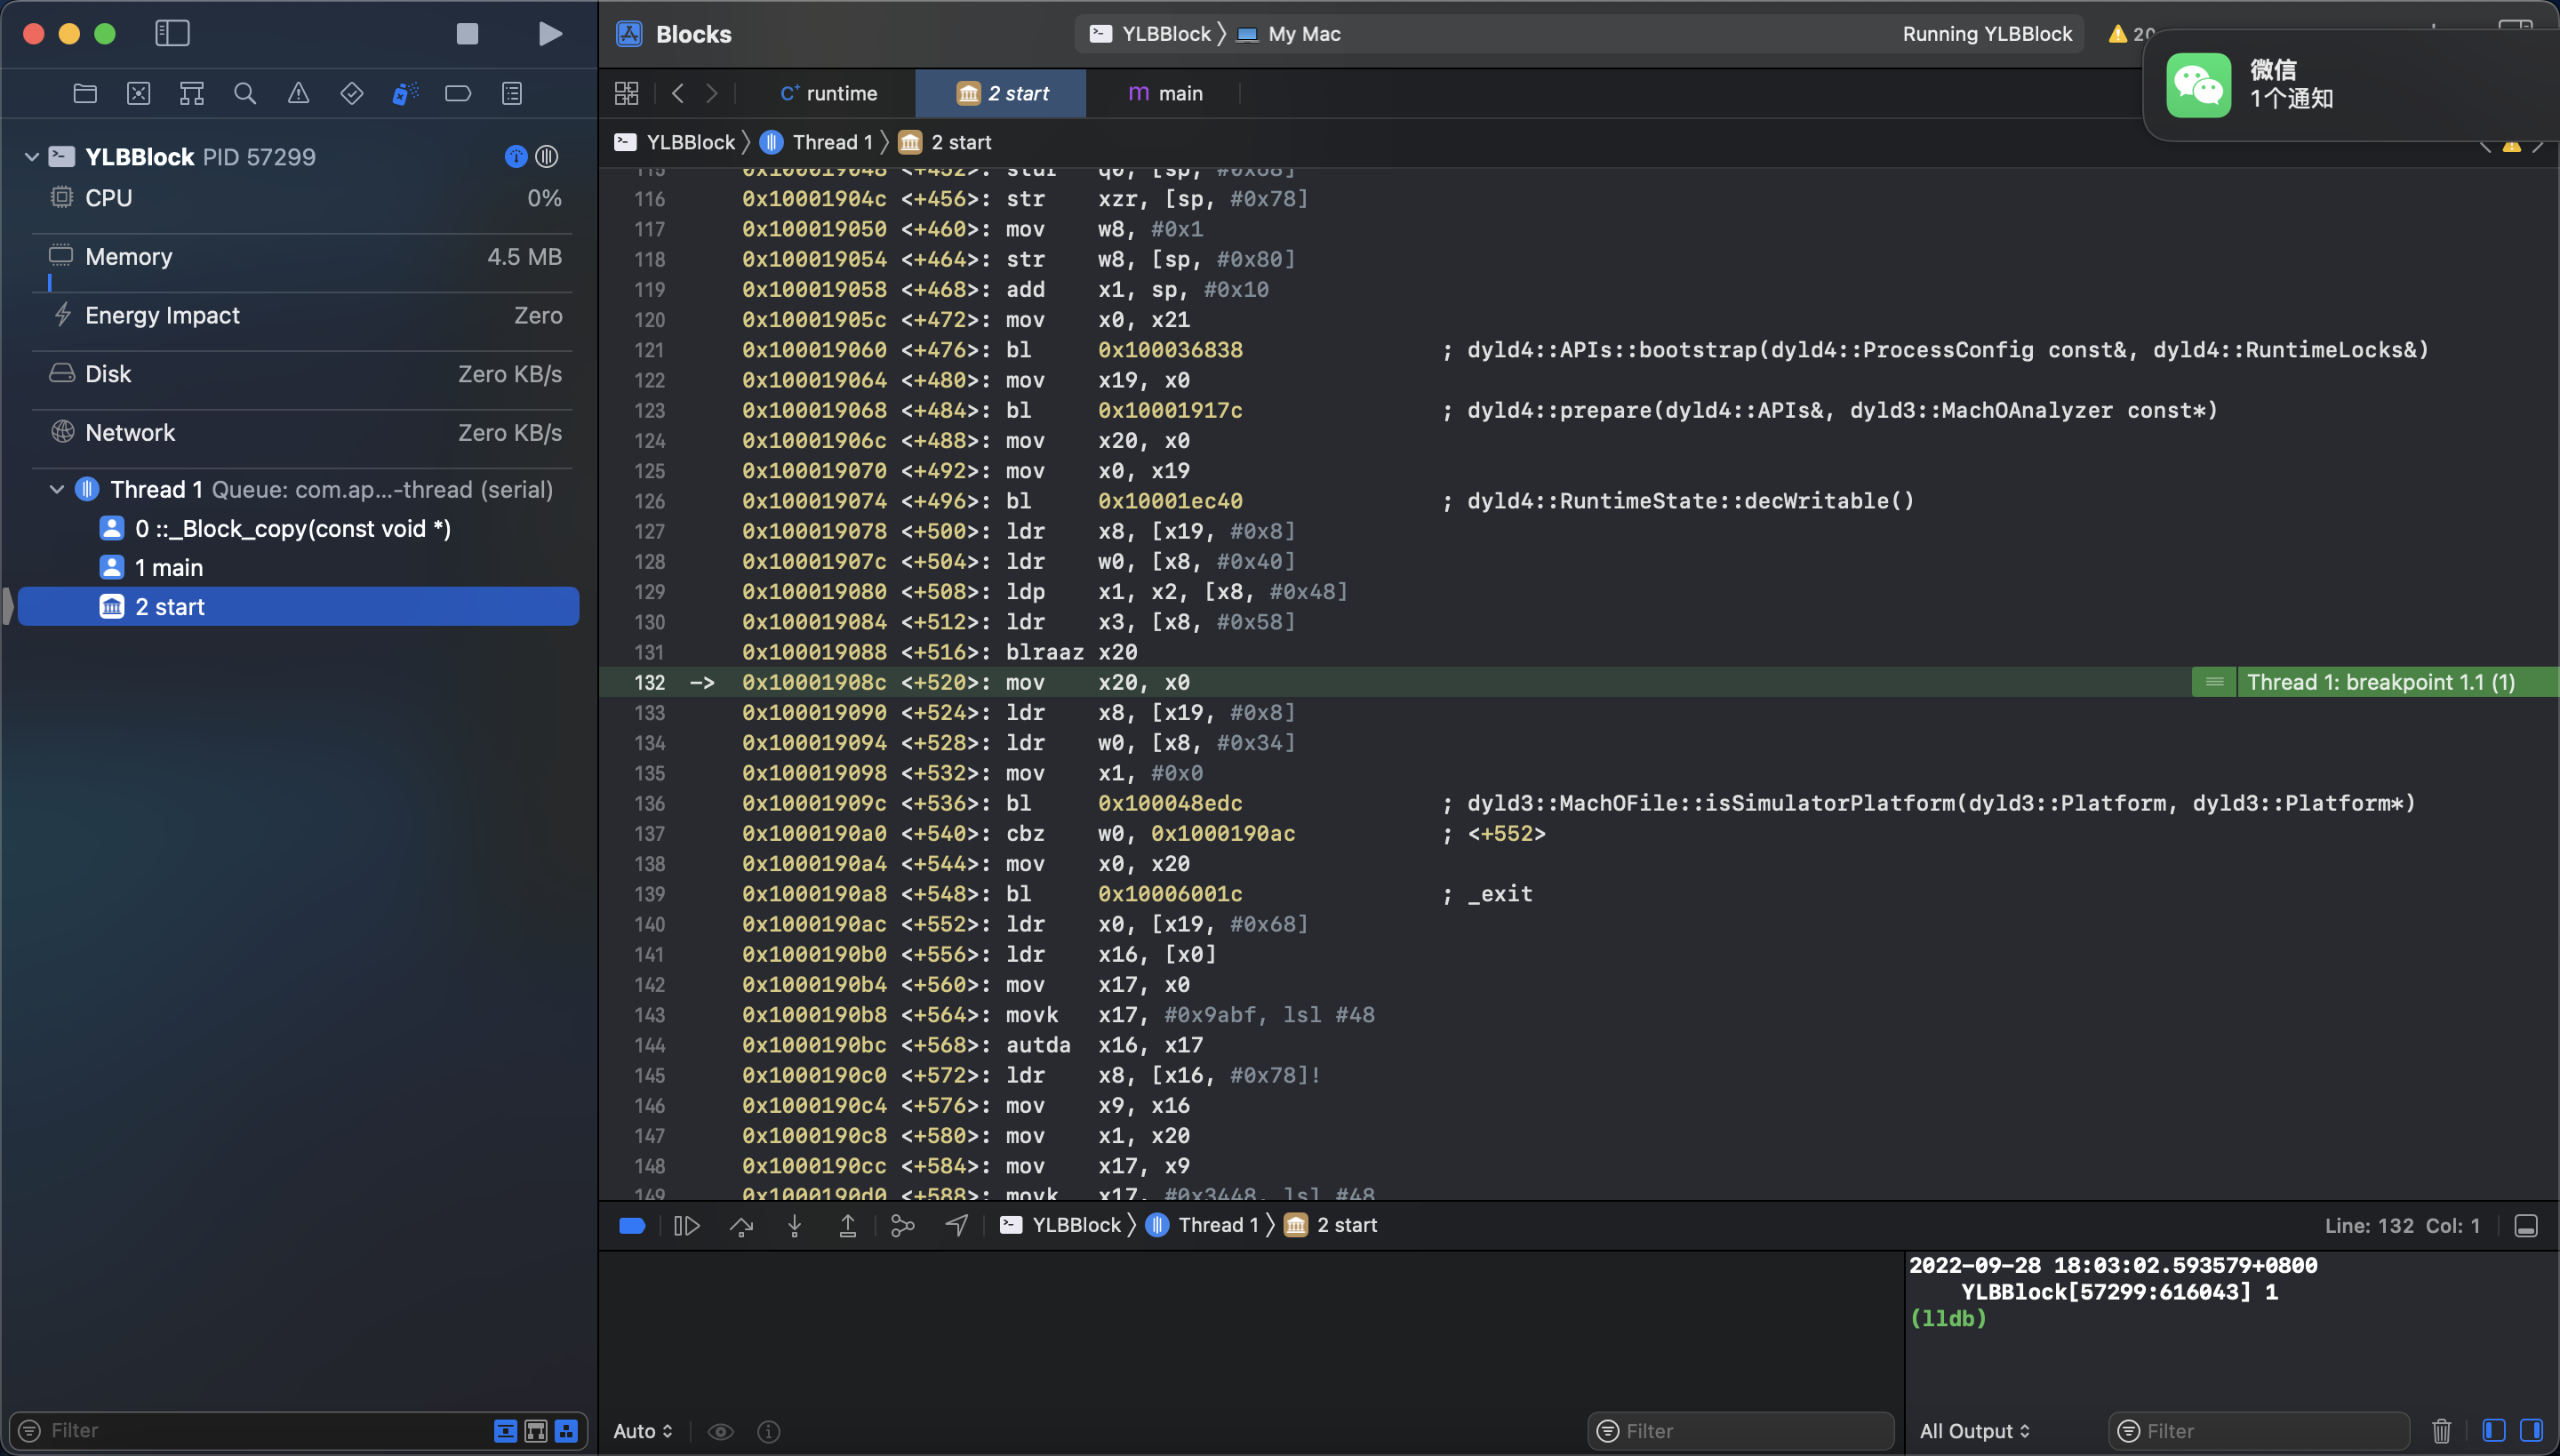 Blocks
YLBBlock
My Mac
Running YLBBlock
微信
1个通知
runtime
2 start
main
YLBBlock PID 57299
YLBBlock
Thread 1
2 start
CPU 0%
Memory 4.5 MB
Energy Impact Zero
Disk Zero KB/s
Network Zero KB/s
Thread 1 Queue: com.ap...-thread (serial)
0 ::_Block_copy(const void *)
1 main
2 start
115 0x100019048 <+452>: stur q0, [sp, #0x68]
116 0x10001904c <+456>: str xzr, [sp, #0x78]
117 0x100019050 <+460>: mov w8, #0x1
118 0x100019054 <+464>: str w8, [sp, #0x80]
119 0x100019058 <+468>: add x1, sp, #0x10
120 0x10001905c <+472>: mov x0, x21
121 0x100019060 <+476>: bl 0x100036838 ; dyld4::APIs::bootstrap(dyld4::ProcessConfig const&, dyld4::RuntimeLocks&)
122 0x100019064 <+480>: mov x19, x0
123 0x100019068 <+484>: bl 0x10001917c ; dyld4::prepare(dyld4::APIs&, dyld3::MachOAnalyzer const*)
124 0x10001906c <+488>: mov x20, x0
125 0x100019070 <+492>: mov x0, x19
126 0x100019074 <+496>: bl 0x10001ec40 ; dyld4::RuntimeState::decWritable()
127 0x100019078 <+500>: ldr x8, [x19, #0x8]
128 0x10001907c <+504>: ldr w0, [x8, #0x40]
129 0x100019080 <+508>: ldp x1, x2, [x8, #0x48]
130 0x100019084 <+512>: ldr x3, [x8, #0x58]
131 0x100019088 <+516>: blraaz x20
132 -> 0x10001908c <+520>: mov x20, x0 Thread 1: breakpoint 1.1 (1)
133 0x100019090 <+524>: ldr x8, [x19, #0x8]
134 0x100019094 <+528>: ldr w0, [x8, #0x34]
135 0x100019098 <+532>: mov x1, #0x0
136 0x10001909c <+536>: bl 0x100048edc ; dyld3::MachOFile::isSimulatorPlatform(dyld3::Platform, dyld3::Platform*)
137 0x1000190a0 <+540>: cbz w0, 0x1000190ac ; <+552>
138 0x1000190a4 <+544>: mov x0, x20
139 0x1000190a8 <+548>: bl 0x10006001c ; _exit
140 0x1000190ac <+552>: ldr x0, [x19, #0x68]
141 0x1000190b0 <+556>: ldr x16, [x0]
142 0x1000190b4 <+560>: mov x17, x0
143 0x1000190b8 <+564>: movk x17, #0x9abf, lsl #48
144 0x1000190bc <+568>: autda x16, x17
145 0x1000190c0 <+572>: ldr x8, [x16, #0x78]!
146 0x1000190c4 <+576>: mov x9, x16
147 0x1000190c8 <+580>: mov x1, x20
148 0x1000190cc <+584>: mov x17, x9
149 0x1000190d0 <+588>: movk x17, #0x3448, lsl #48
YLBBlock
Thread 1
2 start
Line: 132 Col: 1
2022-09-28 18:03:02.593579+0800
YLBBlock[57299:616043] 1
(lldb)
Filter
Auto
Filter
All Output
Filter